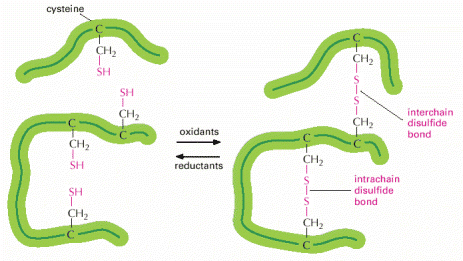 cysteine
C
CH2
SH
SH
CH2
C
C
CH2
SH
SH
CH2
C
oxidants
reductants
C
CH2
S
S
CH2
C
interchain
disulfide
bond
C
CH2
S
S
CH2
C
intrachain
disulfide
bond